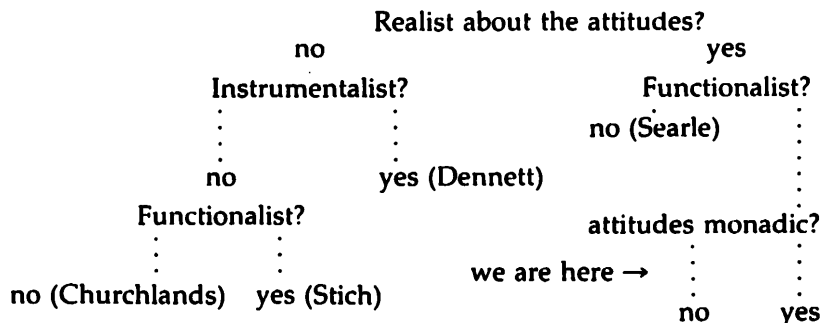 Realist about the attitudes?
no yes
Instrumentalist? Functionalist?
no (Searle)
no yes (Dennett)
Functionalist? attitudes monadic?
we are here →
no (Churchlands) yes (Stich)
no yes